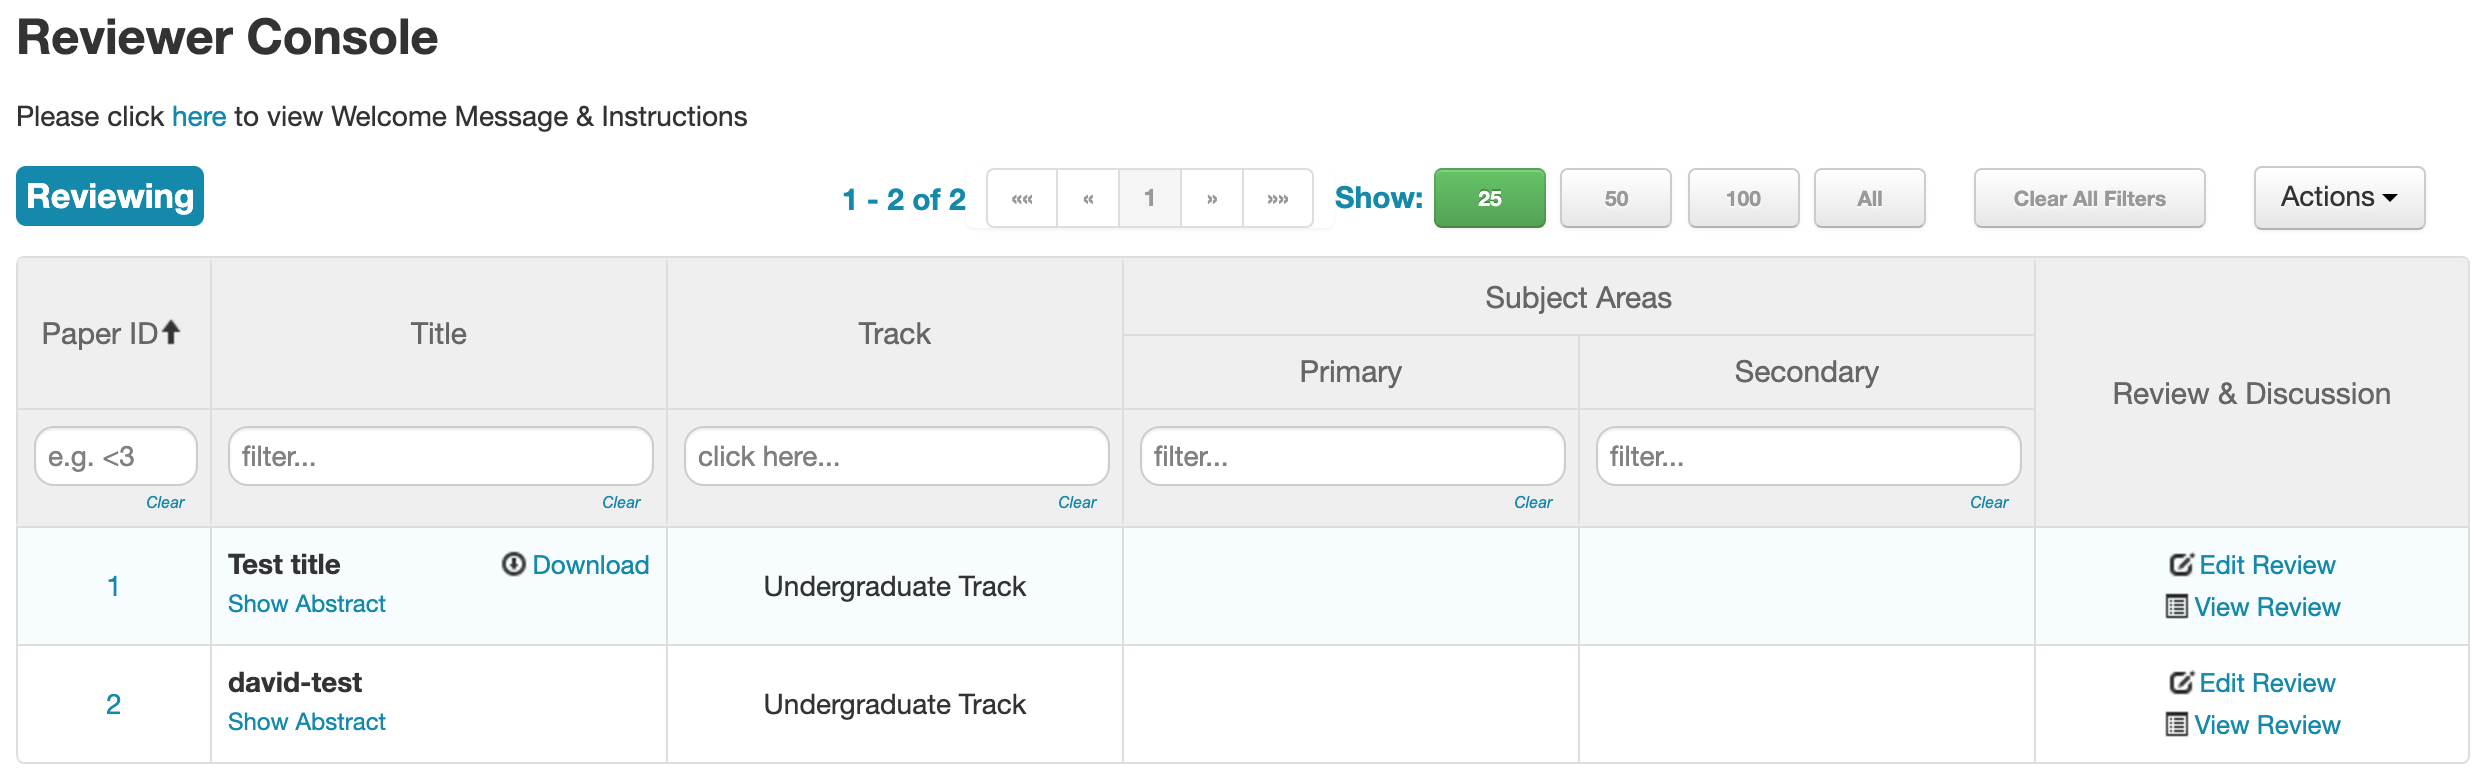 Reviewer Console
Please click here to view Welcome Message & Instructions
Reviewing
1 - 2 of 2 «« « 1 » »» Show: 25 50 100 All Clear All Filters Actions
Paper ID Title Track Subject Areas Review & Discussion
Primary Secondary
e.g. <3 filter... click here... filter... filter...
Clear Clear Clear Clear Clear
1 Test title Download Undergraduate Track Edit Review
Show Abstract View Review
2 david-test Undergraduate Track Edit Review
Show Abstract View Review